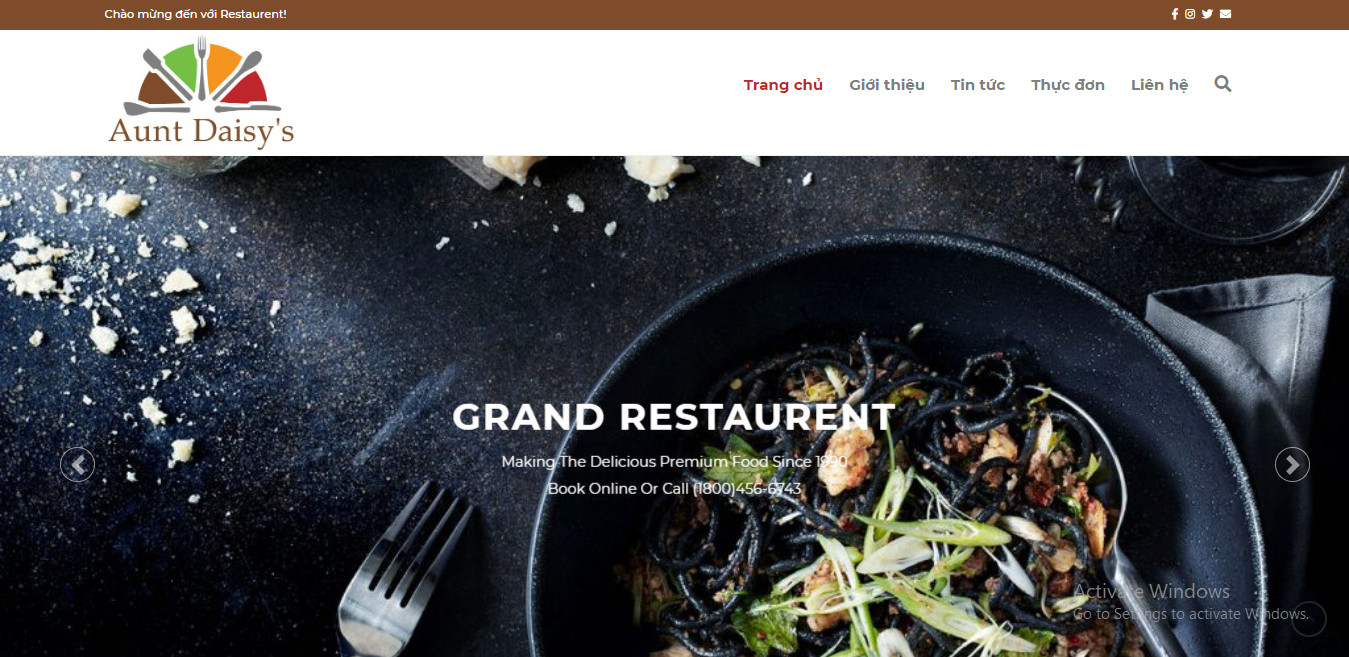 Chào mừng đến với Restaurent!
Aunt Daisy's
Trang chủ Giới thiệu Tin tức Thực đơn Liên hệ
GRAND RESTAURENT
Making The Delicious Premium Food Since 1990
Book Online Or Call (1800)456-6743
Activate Windows
Go to Settings to activate Windows.